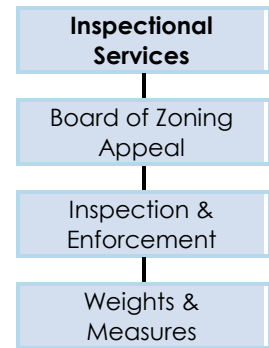 Inspectional
Services
Board of Zoning
Appeal
Inspection &
Enforcement
Weights &
Measures